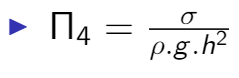 ▶ Π₄ = σ / ρ.g.h²